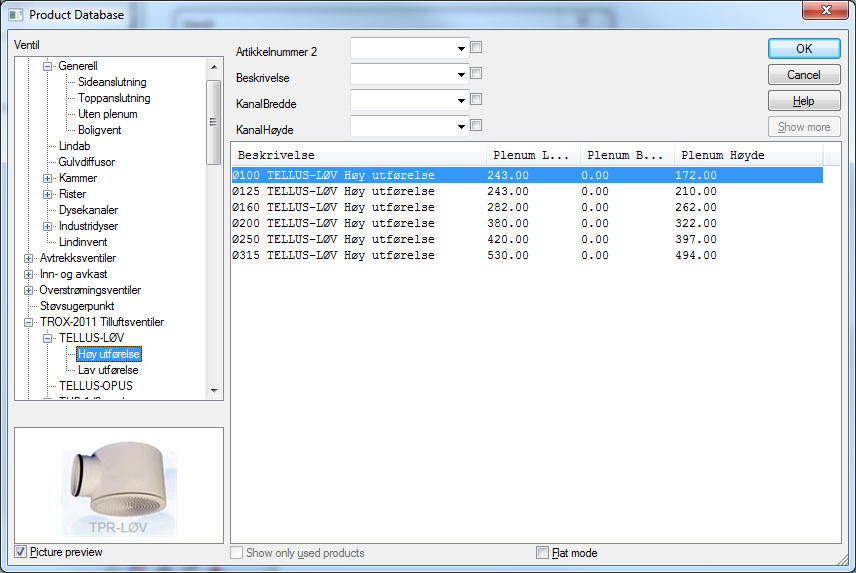 Product Database
Ventil
Generell
Sideanslutning
Toppanslutning
Uten plenum
Boligvent
Lindab
Gulvdiffusor
Kammer
Rister
Dysekanaler
Industridyser
Lindinvent
Avtrekksventiler
Inn- og avkast
Overstrømingsventiler
Støvsugerpunkt
TROX-2011 Tilluftsventiler
TELLUS-LØV
Høy utførelse
Lav utførelse
TELLUS-OPUS
TPR-LØV
Picture preview
Artikkelnummer 2
Beskrivelse
KanalBredde
KanalHøyde
OK
Cancel
Help
Show more
Beskrivelse Plenum L... Plenum B... Plenum Høyde
Ø100 TELLUS-LØV Høy utførelse 243.00 0.00 172.00
Ø125 TELLUS-LØV Høy utførelse 243.00 0.00 210.00
Ø160 TELLUS-LØV Høy utførelse 282.00 0.00 262.00
Ø200 TELLUS-LØV Høy utførelse 380.00 0.00 322.00
Ø250 TELLUS-LØV Høy utførelse 420.00 0.00 397.00
Ø315 TELLUS-LØV Høy utførelse 530.00 0.00 494.00
Show only used products
Flat mode